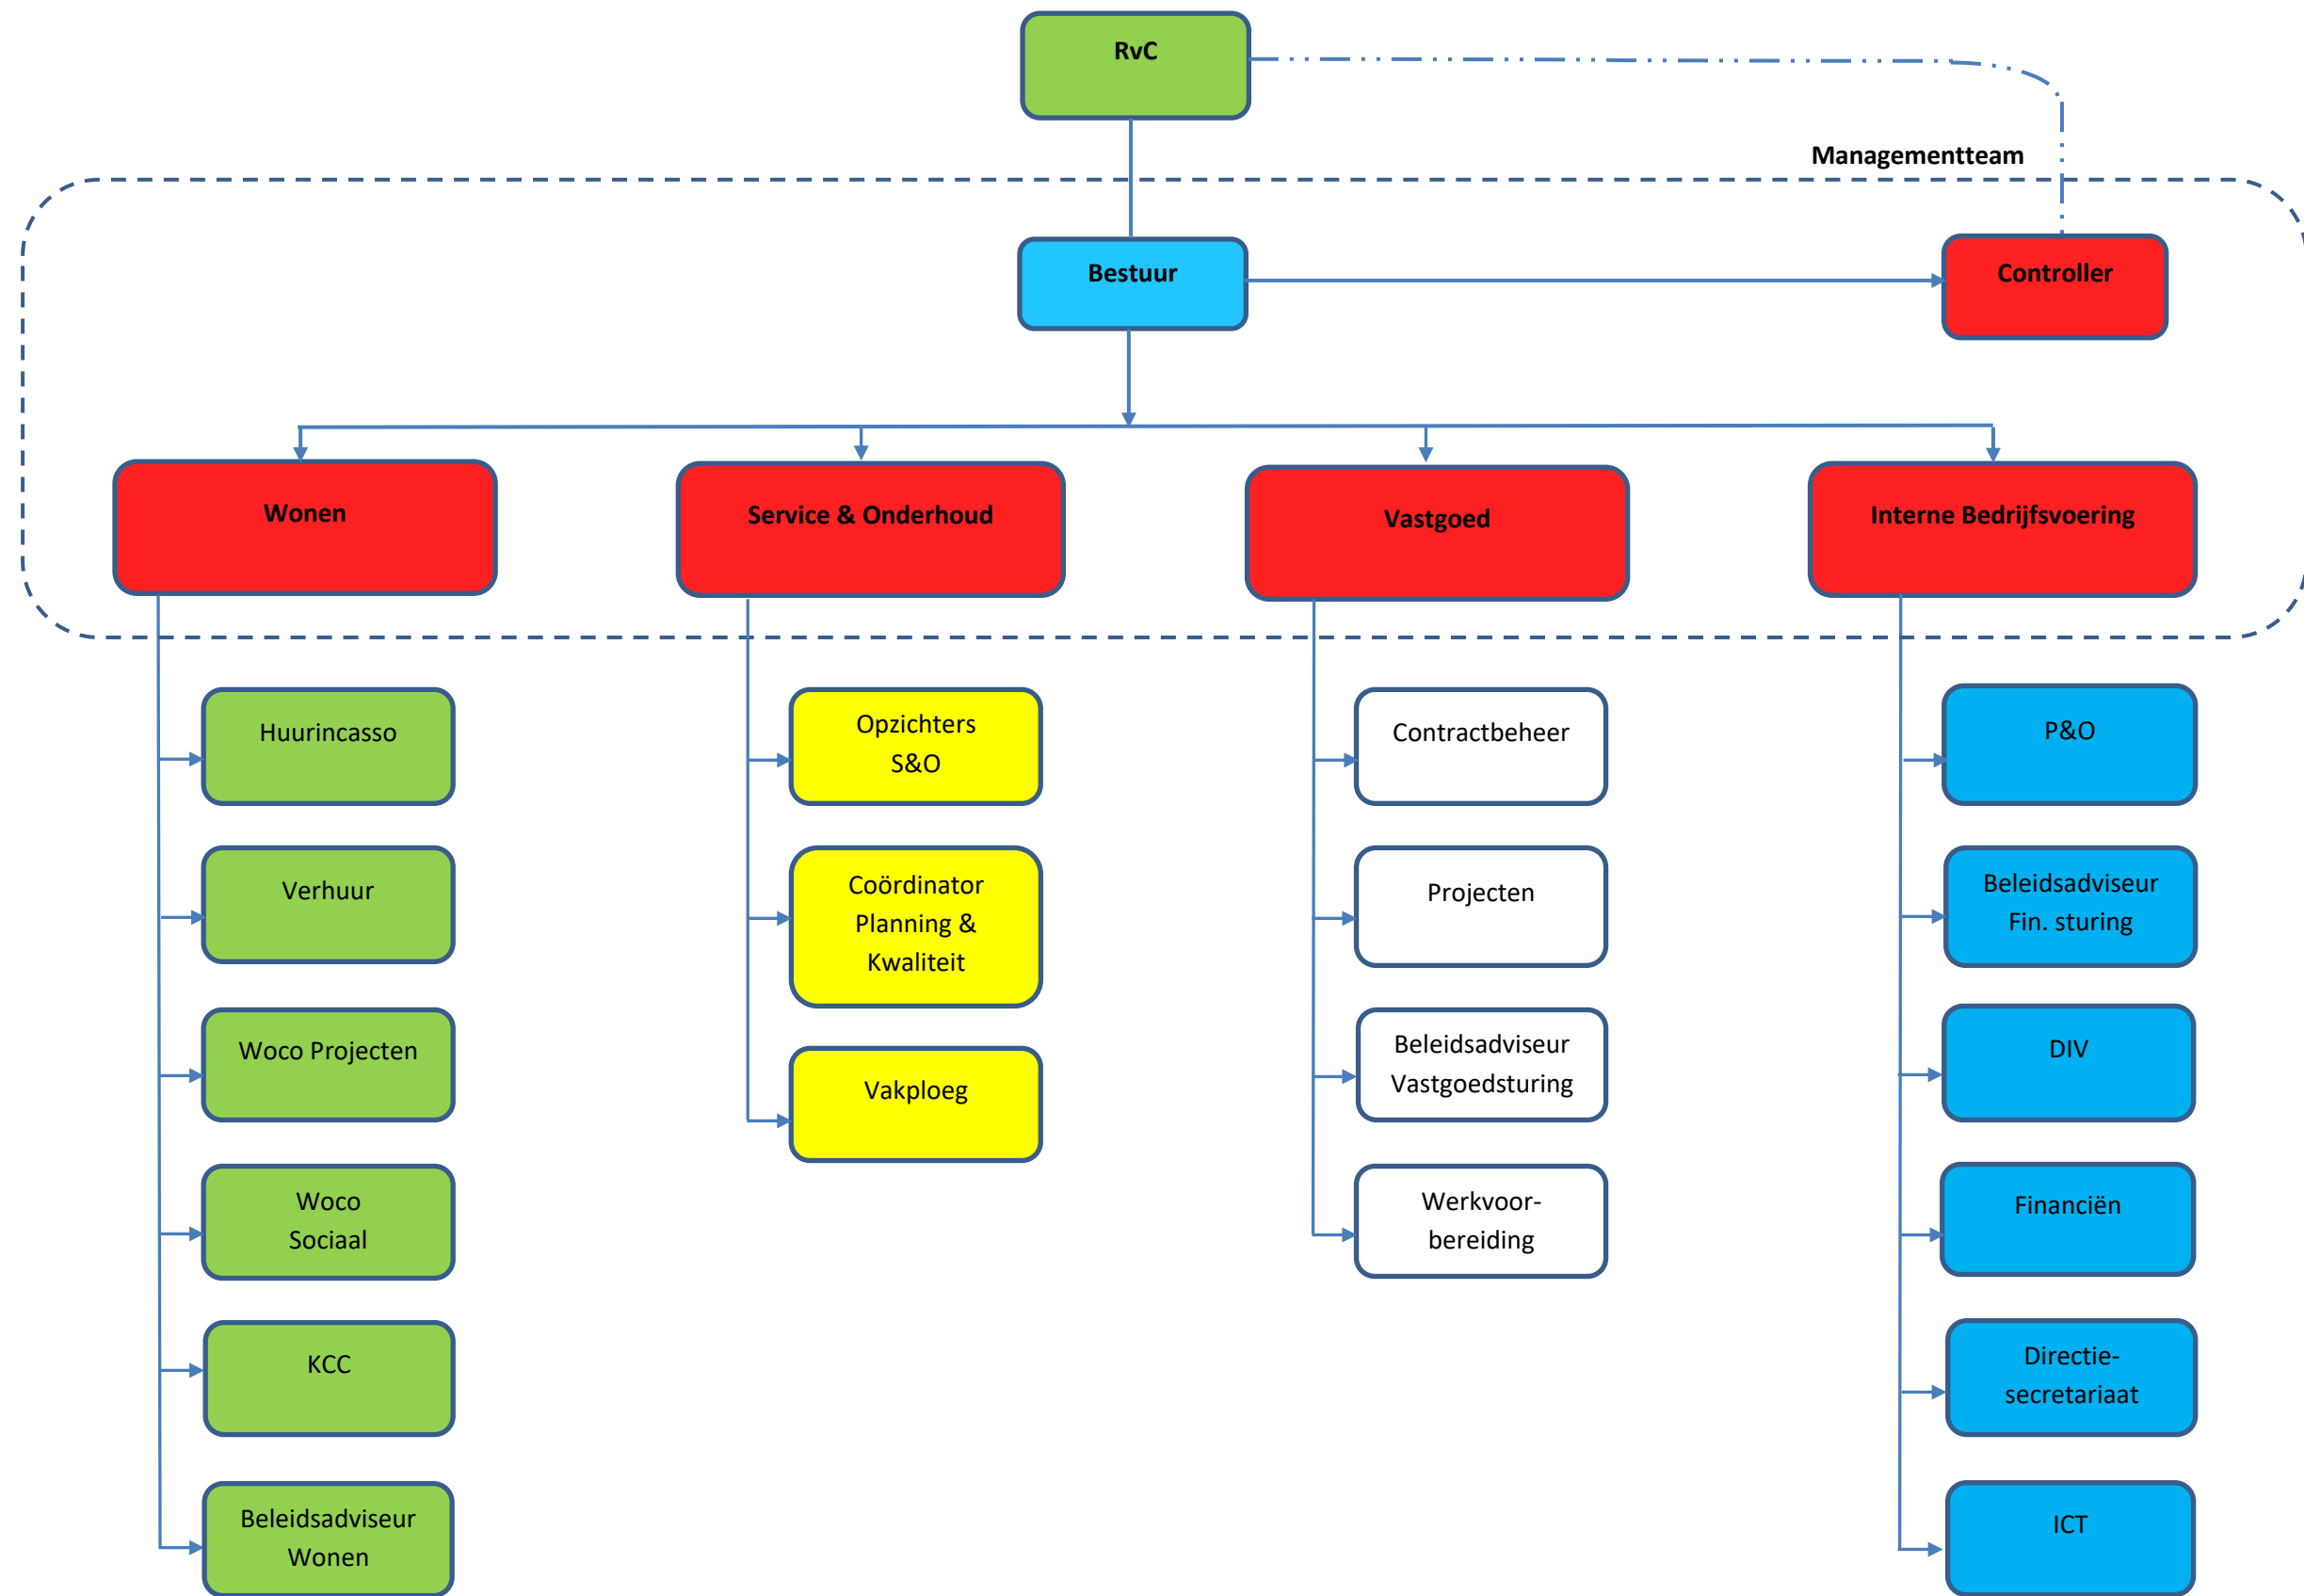 RvC
Managementteam
Bestuur
Controller
Wonen
Service & Onderhoud
Vastgoed
Interne Bedrijfsvoering
Huurincasso
Verhuur
Woco Projecten
Woco
Sociaal
KCC
Beleidsadviseur
Wonen
Opzichters
S&O
Coördinator
Planning &
Kwaliteit
Vakploeg
Contractbeheer
Projecten
Beleidsadviseur
Vastgoedsturing
Werkvoor-
bereiding
P&O
Beleidsadviseur
Fin. sturing
DIV
Financiën
Directie-
secretariaat
ICT